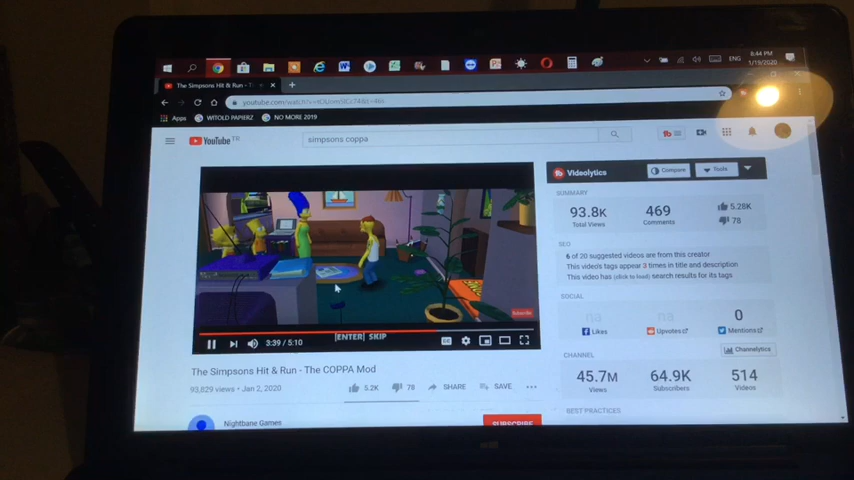 8:44 PM
ENG
1/19/2020
The Simpsons Hit & Run - T
Apps
WITOLD PAPIERZ
NO MORE 2019
YouTube TR
simpsons coppa
Videolytics
Compare
Tools
SUMMARY
93.8K
469
5.28K
78
Total Views
Comments
SEO
6 of 20 suggested videos are from this creator
This video's tags appear 3 times in title and description
This video has (click to load) search results for its tags
SOCIAL
na
na
0
Likes
Upvotes
Mentions
Channelytics
CHANNEL
45.7M
64.9K
514
Views
Subscribers
Videos
BEST PRACTICES
Subscribe
[ENTER] SKIP
3:39 / 5:10
The Simpsons Hit & Run - The COPPA Mod
93,829 views • Jan 2, 2020
5.2K
78
SHARE
SAVE
Nightbane Games
SUBSCRIBE